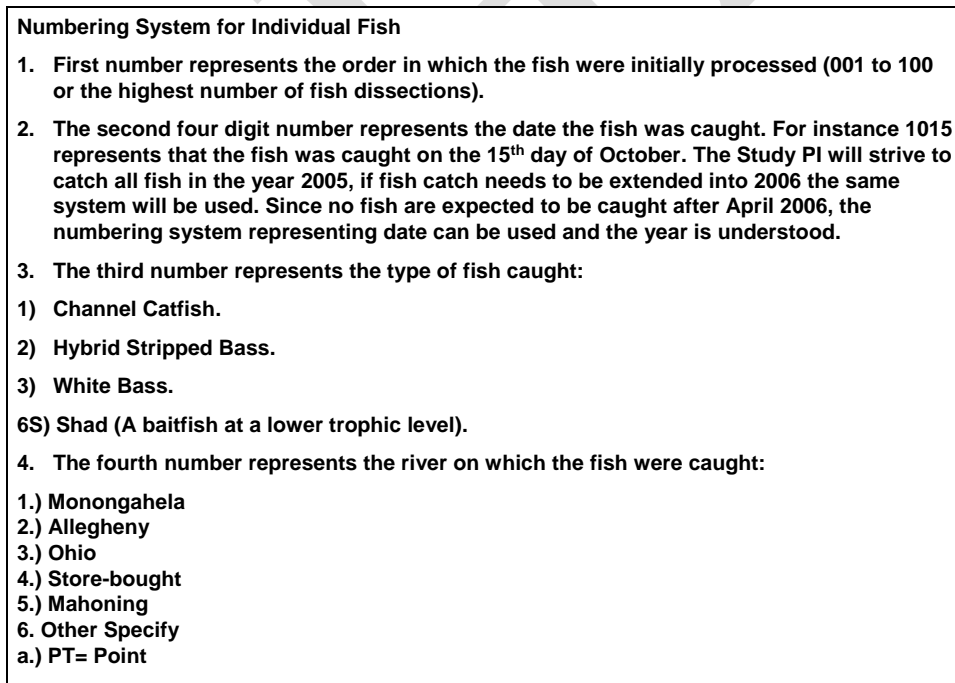 Numbering System for Individual Fish
1. First number represents the order in which the fish were initially processed (001 to 100
or the highest number of fish dissections).
2. The second four digit number represents the date the fish was caught. For instance 1015
represents that the fish was caught on the 15th day of October. The Study PI will strive to
catch all fish in the year 2005, if fish catch needs to be extended into 2006 the same
system will be used. Since no fish are expected to be caught after April 2006, the
numbering system representing date can be used and the year is understood.
3. The third number represents the type of fish caught:
1) Channel Catfish.
2) Hybrid Stripped Bass.
3) White Bass.
6S) Shad (A baitfish at a lower trophic level).
4. The fourth number represents the river on which the fish were caught:
1.) Monongahela
2.) Allegheny
3.) Ohio
4.) Store-bought
5.) Mahoning
6. Other Specify
a.) PT= Point